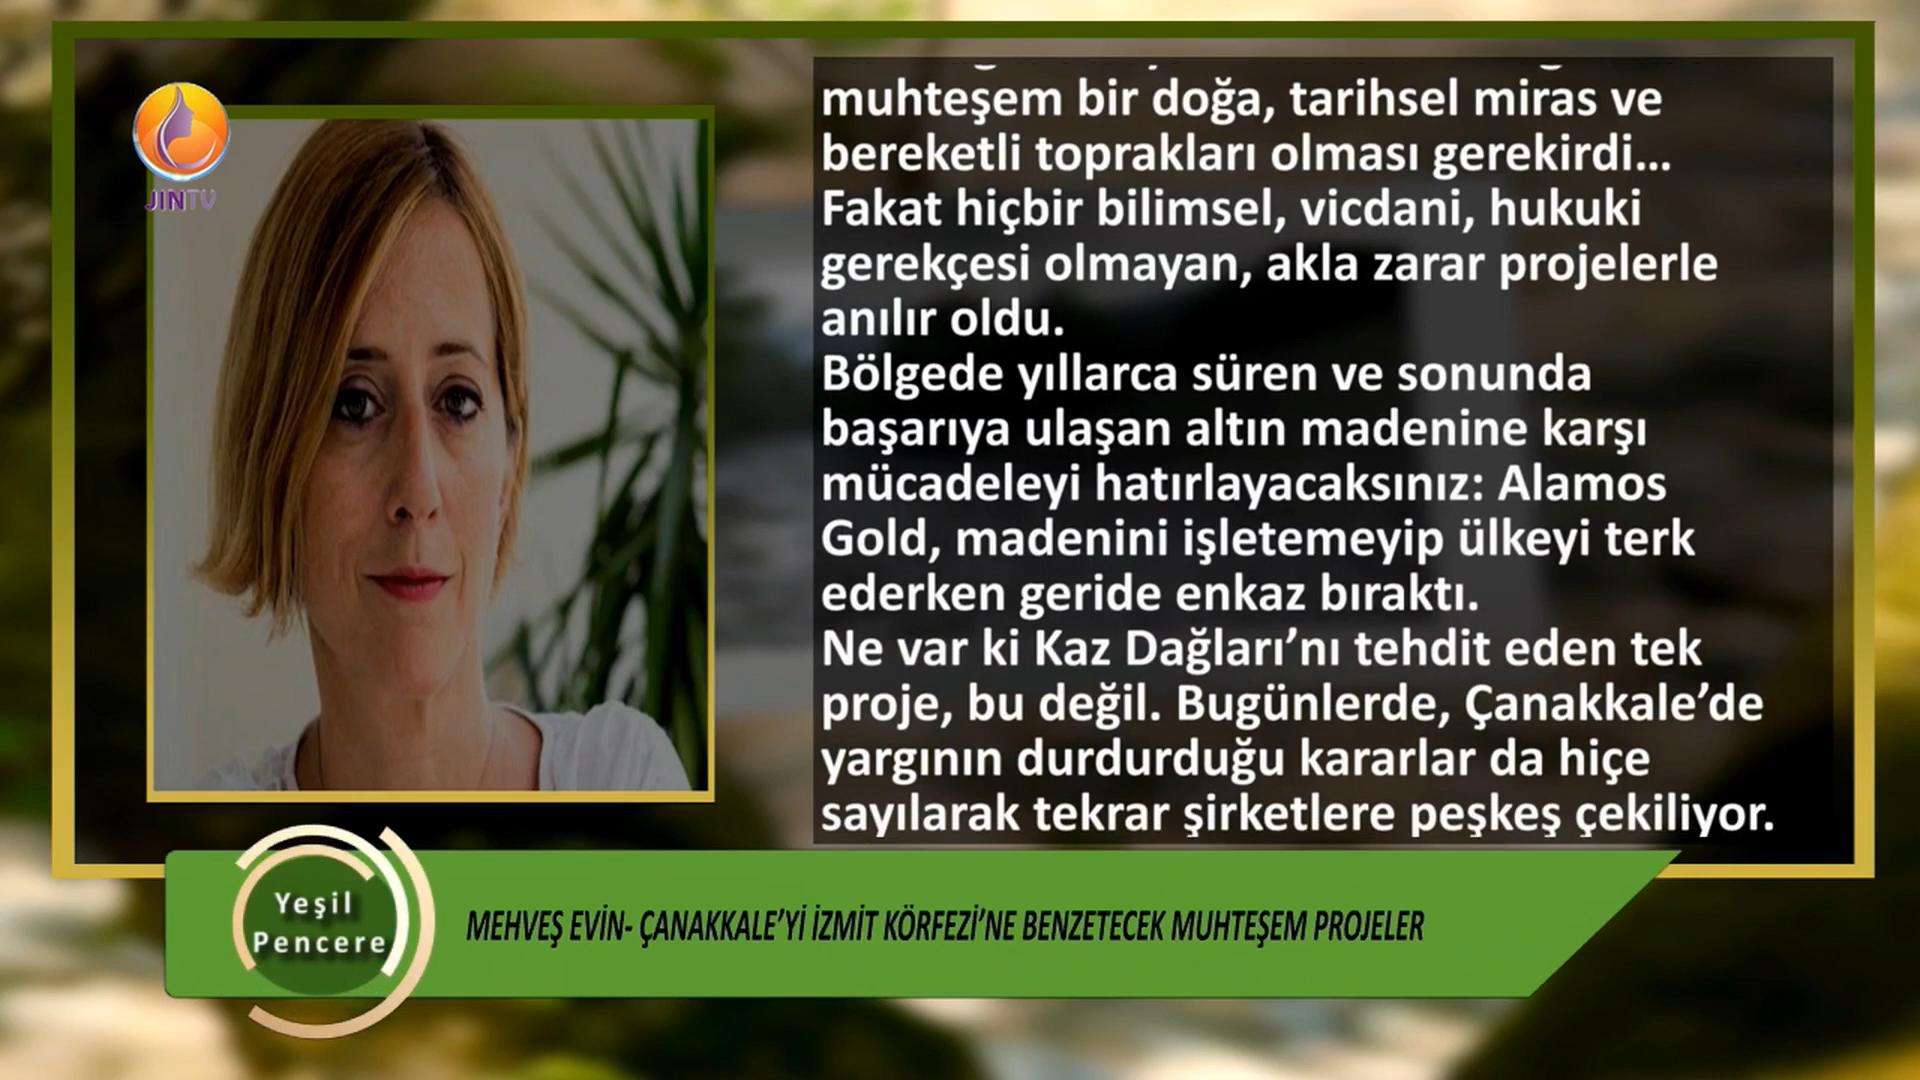 JINTV
muhteşem bir doğa, tarihsel miras ve
bereketli toprakları olması gerekirdi...
Fakat hiçbir bilimsel, vicdani, hukuki
gerekçesi olmayan, akla zarar projelerle
anılır oldu.
Bölgede yıllarca süren ve sonunda
başarıya ulaşan altın madenine karşı
mücadeleyi hatırlayacaksınız: Alamos
Gold, madenini işletemeyip ülkeyi terk
ederken geride enkaz bıraktı.
Ne var ki Kaz Dağları’nı tehdit eden tek
proje, bu değil. Bugünlerde, Çanakkale’de
yargının durdurduğu kararlar da hiçe
sayılarak tekrar şirketlere peşkeş çekiliyor.
Yeşil
Pencere
MEHVEŞ EVİN- ÇANAKKALE’Yİ İZMİT KÖRFEZİ’NE BENZETECEK MUHTEŞEM PROJELER